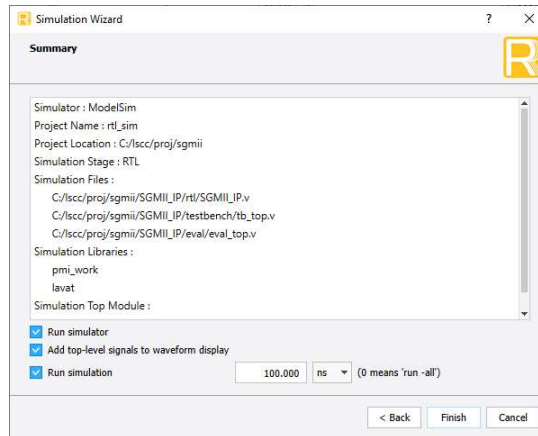 Simulation Wizard ? ×
Summary
Simulator : ModelSim
Project Name : rtl_sim
Project Location : C:/lscc/proj/sgmii
Simulation Stage : RTL
Simulation Files :
C:/lscc/proj/sgmii/SGMII_IP/rtl/SGMII_IP.v
C:/lscc/proj/sgmii/SGMII_IP/testbench/tb_top.v
C:/lscc/proj/sgmii/SGMII_IP/eval/eval_top.v
Simulation Libraries :
pmi_work
lavat
Simulation Top Module :
Run simulator
Add top-level signals to waveform display
Run simulation 100.000 ns (0 means 'run -all')
< Back Finish Cancel